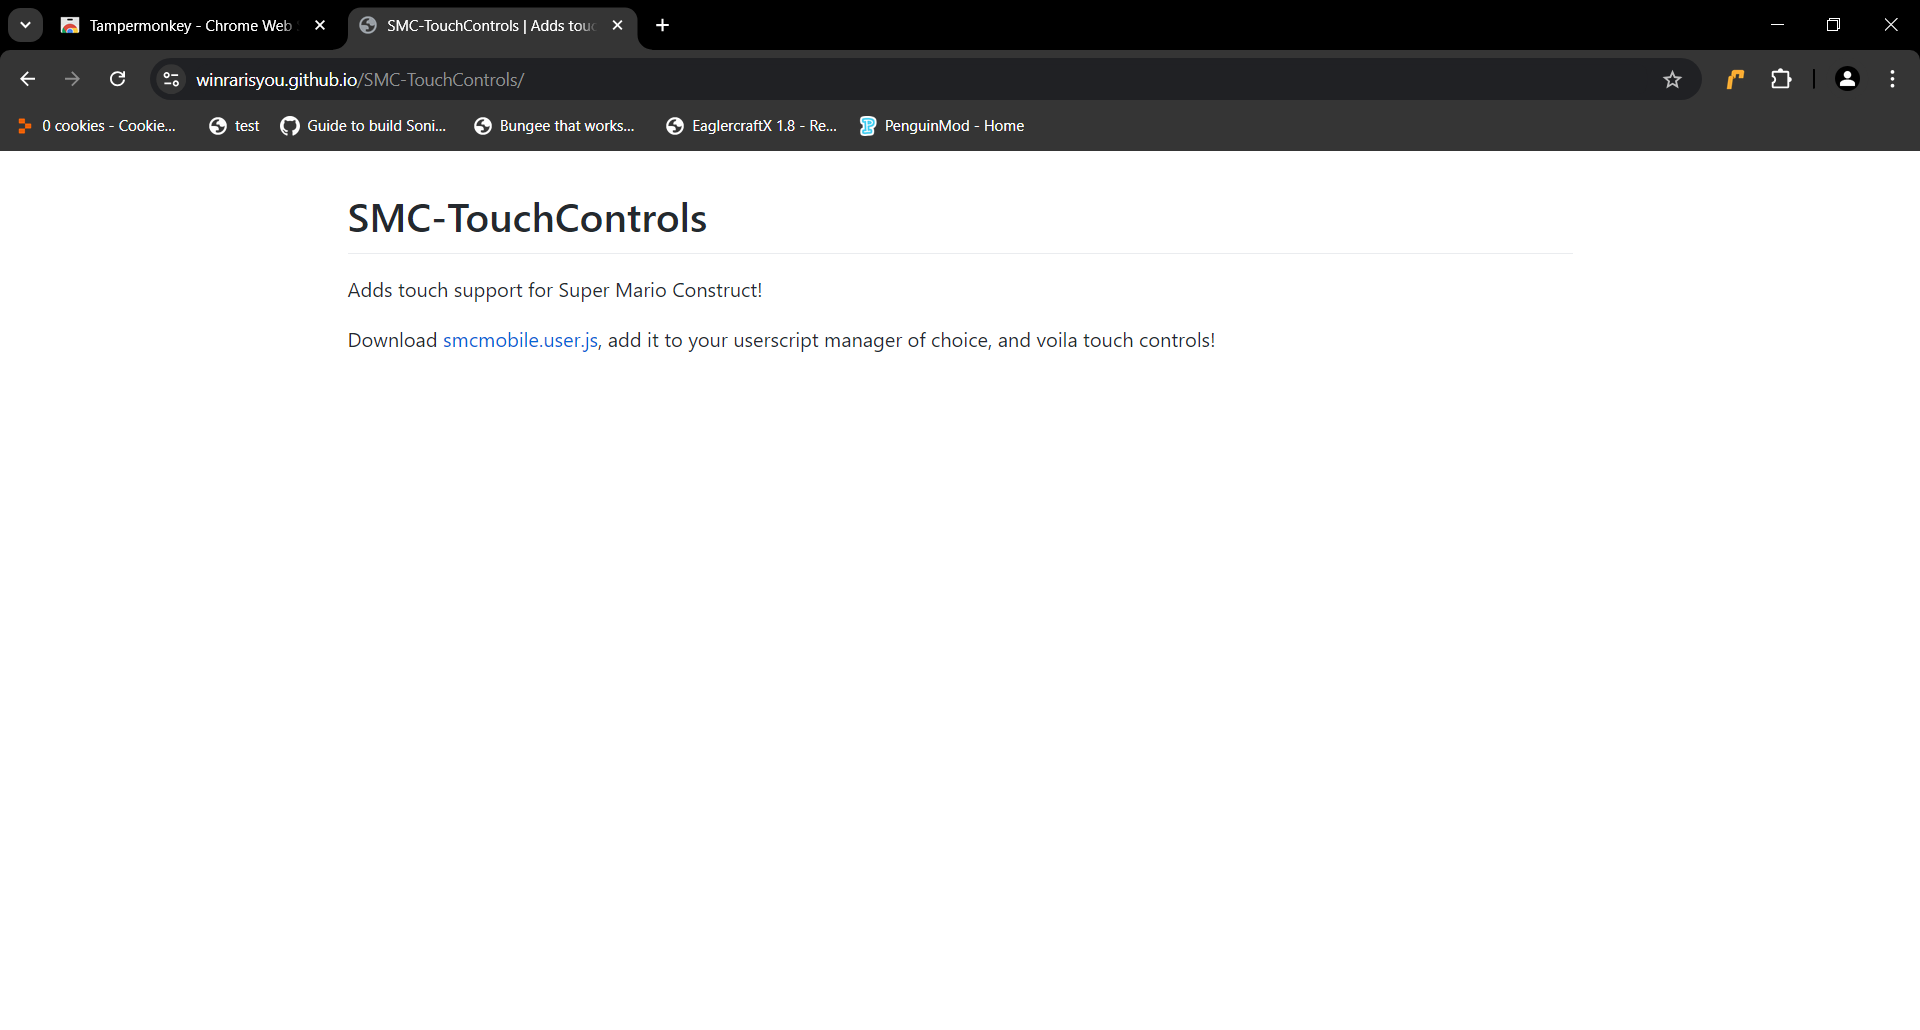 Tampermonkey - Chrome Web
SMC-TouchControls | Adds touc
winrarisyou.github.io/SMC-TouchControls/
0 cookies - Cookie...
test
Guide to build Soni...
Bungee that works...
EaglercraftX 1.8 - Re...
PenguinMod - Home
SMC-TouchControls
Adds touch support for Super Mario Construct!
Download smcmobile.user.js, add it to your userscript manager of choice, and voila touch controls!